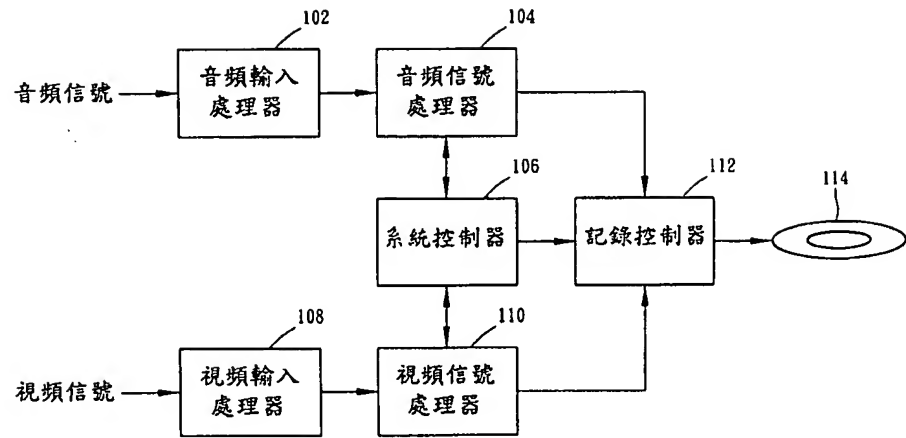 102
104
音頻信號
音頻輸入
處理器
音頻信號
處理器
106
112
114
系統控制器
記錄控制器
108
110
視頻信號
視頻輸入
處理器
視頻信號
處理器